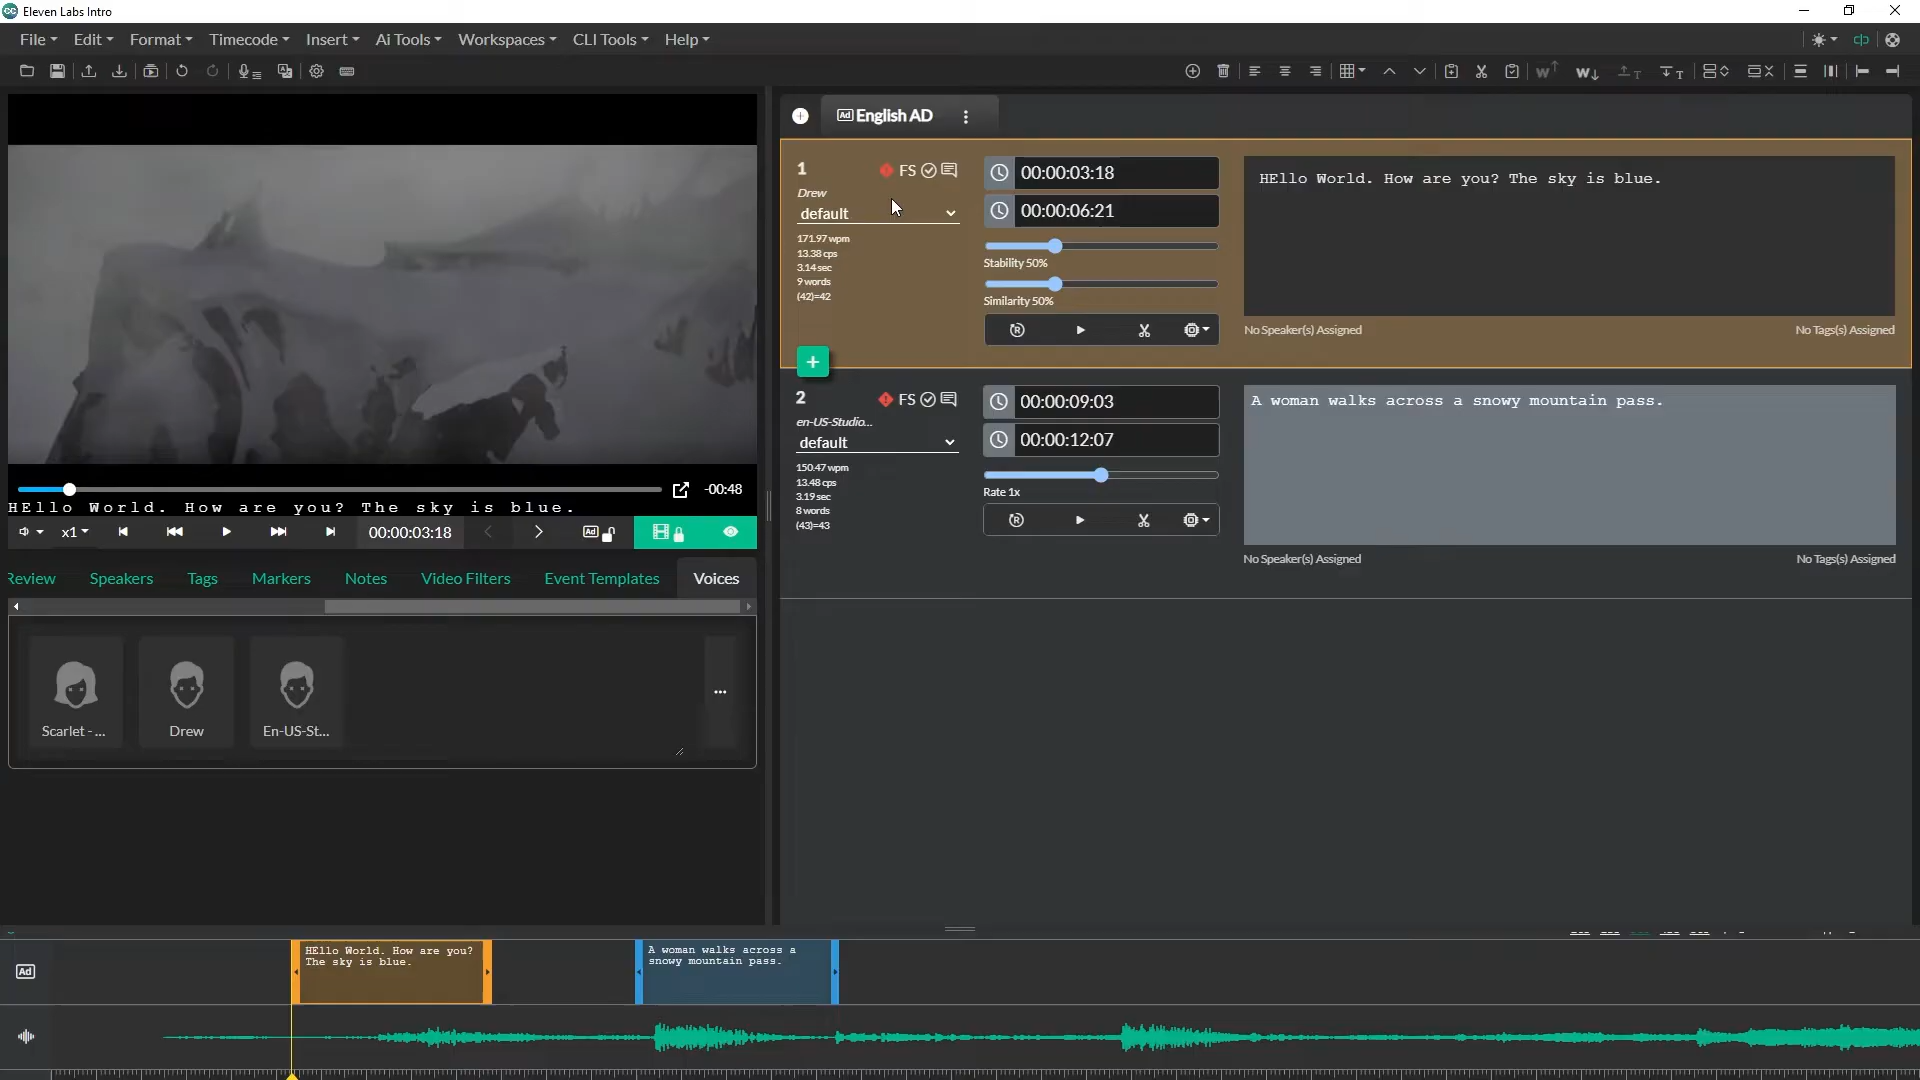 Eleven Labs Intro
File Edit Format Timecode Insert Ai Tools Workspaces CLI Tools Help
English AD
1 FS
Drew
default
171.97 wpm
13.38 cps
3.14 sec
9 words
(42)=42
00:00:03:18
00:00:06:21
Stability 50%
Similarity 50%
HEllo World. How are you? The sky is blue.
No Speaker(s) Assigned
No Tags(s) Assigned
2 FS
en-US-Studio...
default
150.47 wpm
13.48 cps
3.19 sec
8 words
(43)=43
00:00:09:03
00:00:12:07
Rate 1x
A woman walks across a snowy mountain pass.
No Speaker(s) Assigned
No Tags(s) Assigned
-00:48
HEllo World. How are you? The sky is blue.
x1
00:00:03:18
Ad
Review Speakers Tags Markers Notes Video Filters Event Templates Voices
Scarlet - ...
Drew
En-US-St...
Ad
HEllo World. How are you?
The sky is blue.
A woman walks across a
snowy mountain pass.